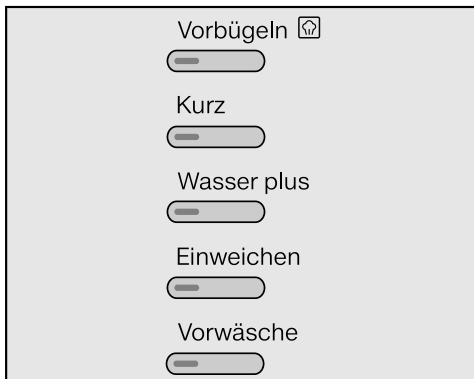 Vorbügeln
Kurz
Wasser plus
Einweichen
Vorwäsche